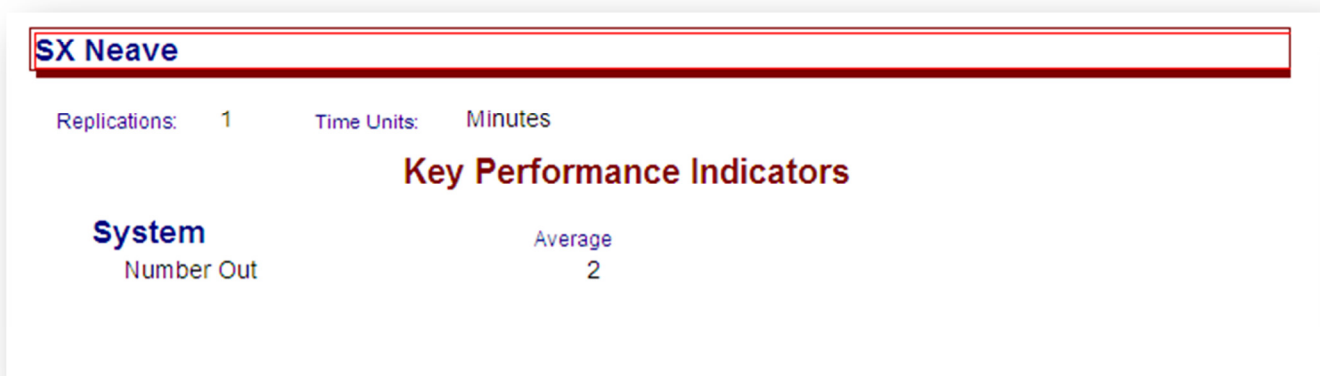 SX Neave
Replications: 1 Time Units: Minutes
Key Performance Indicators
System Average
Number Out 2